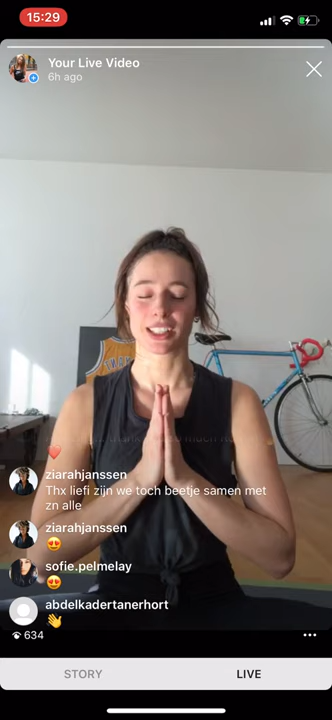 15:29
Your Live Video
6h ago
ziarahjanssen
Thx liefi zijn we toch beetje samen met
zn alle
ziarahjanssen
😍
sofie.pelmelay
😍
abdelkadertanerhort
👋
634
STORY
LIVE